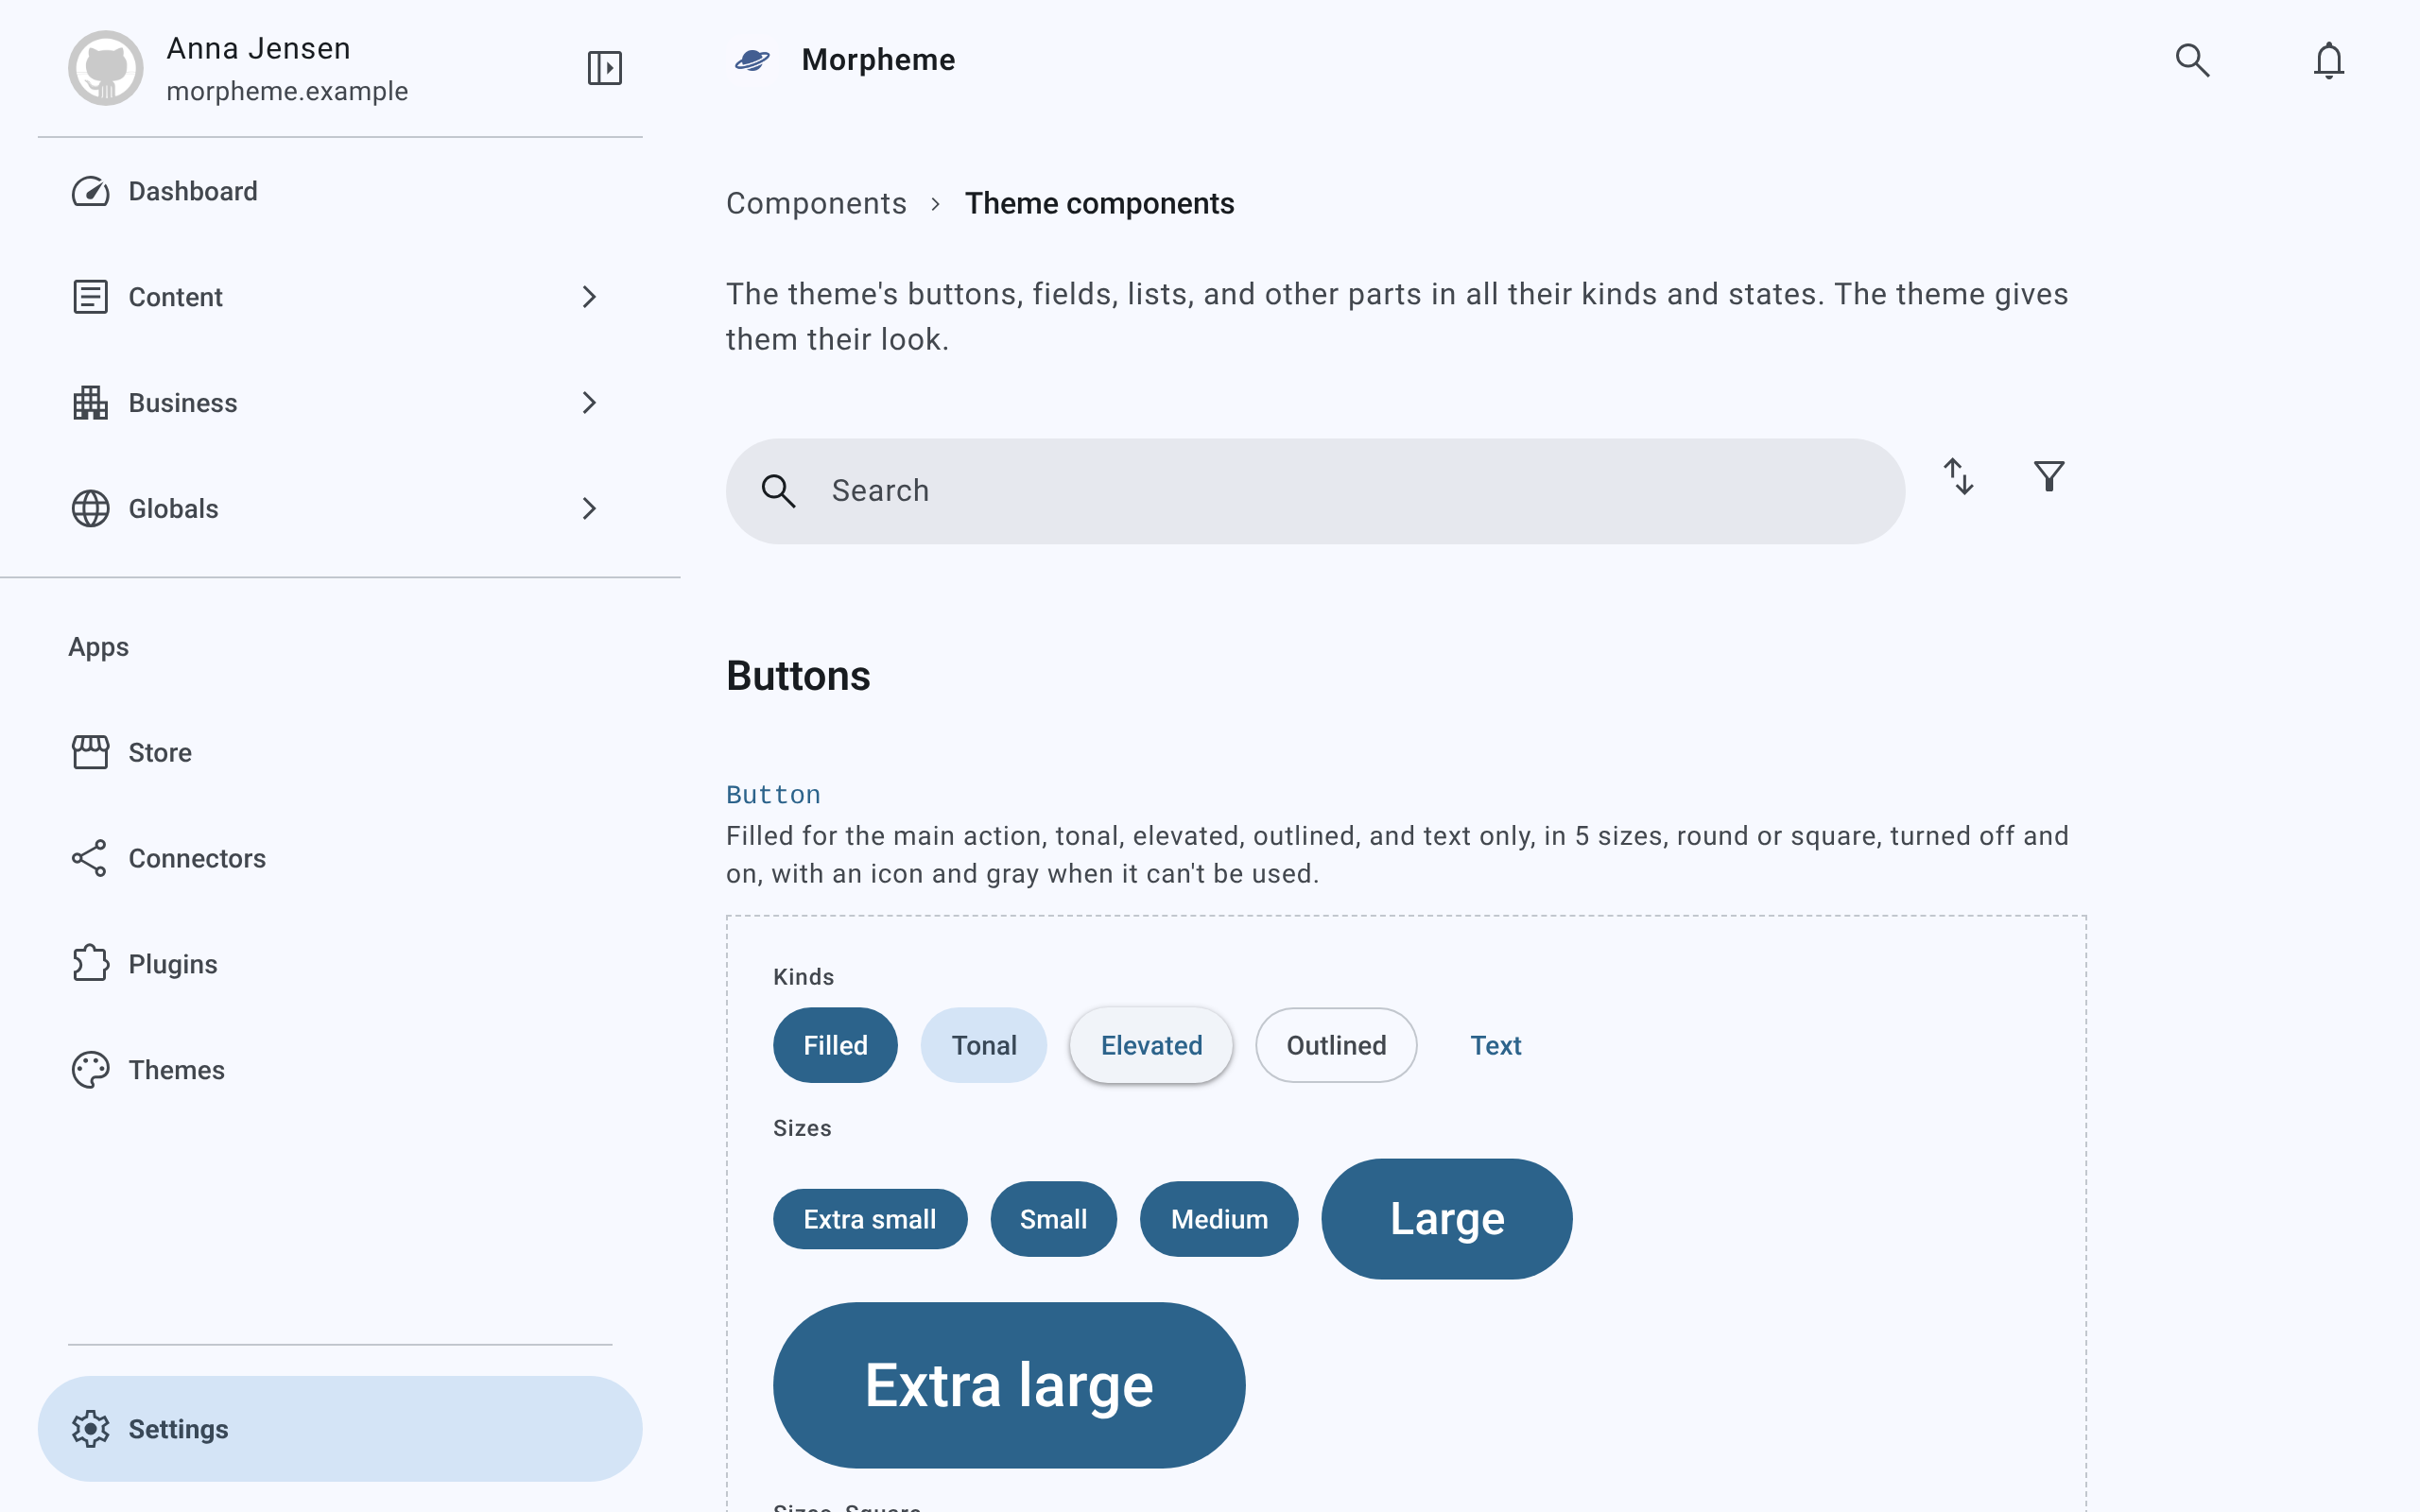 Anna Jensen
morpheme.example
Dashboard
Content
Business
Globals
Apps
Store
Connectors
Plugins
Themes
Settings
Morpheme
Components › Theme components
The theme's buttons, fields, lists, and other parts in all their kinds and states. The theme gives
them their look.
Search
Buttons
Button
Filled for the main action, tonal, elevated, outlined, and text only, in 5 sizes, round or square, turned off and
on, with an icon and gray when it can't be used.
Kinds
Filled Tonal Elevated Outlined Text
Sizes
Extra small Small Medium Large
Extra large
Sizes, Square